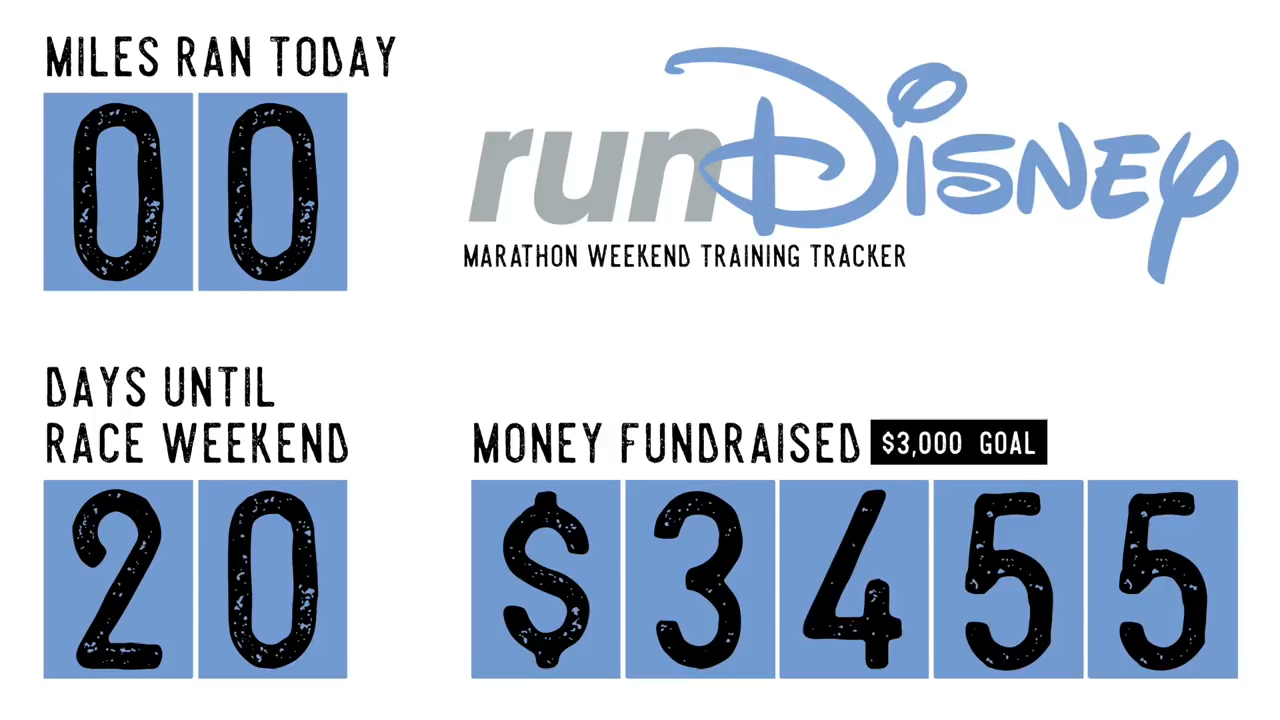 MILES RAN TODAY
00
runDisney
MARATHON WEEKEND TRAINING TRACKER
DAYS UNTIL
RACE WEEKEND
20
MONEY FUNDRAISED $3,000 GOAL
$3455